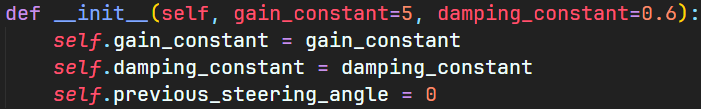 def __init__(self, gain_constant=5, damping_constant=0.6):
    self.gain_constant = gain_constant
    self.damping_constant = damping_constant
    self.previous_steering_angle = 0